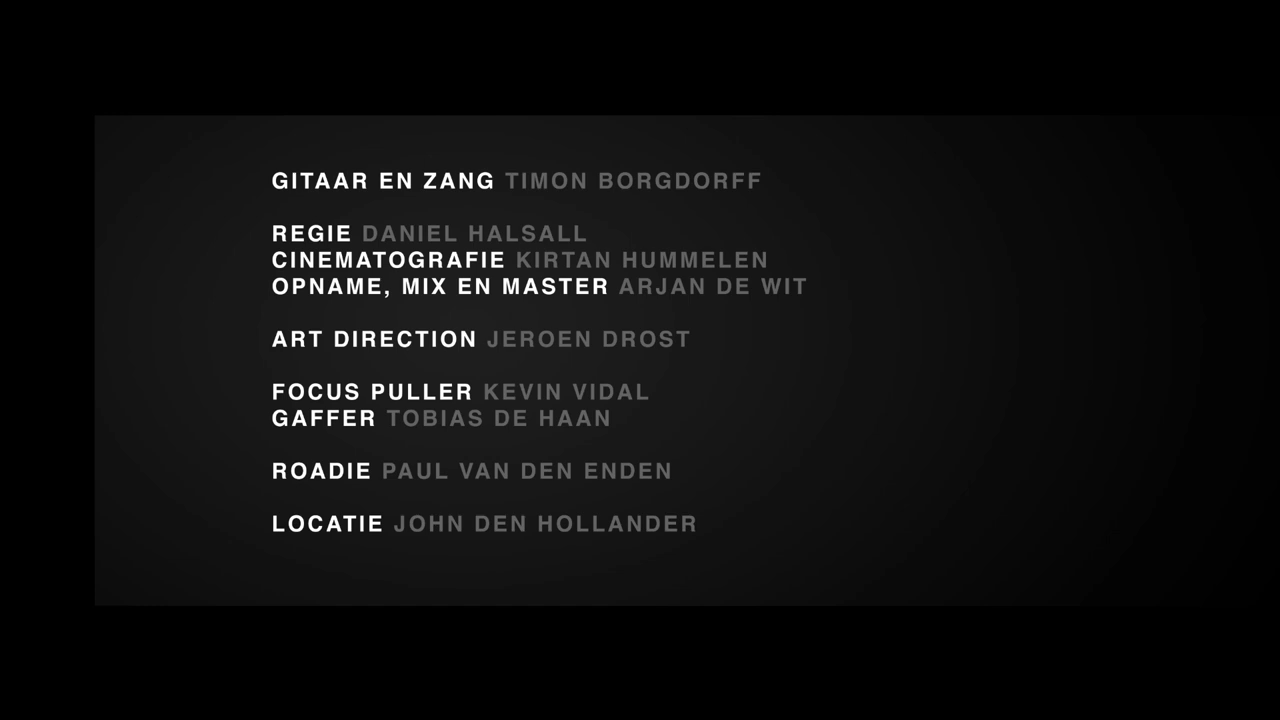 GITAAR EN ZANG TIMON BORGDORFF
REGIE DANIEL HALSALL
CINEMATOGRAFIE KIRTAN HUMMELEN
OPNAME, MIX EN MASTER ARJAN DE WIT
ART DIRECTION JEROEN DROST
FOCUS PULLER KEVIN VIDAL
GAFFER TOBIAS DE HAAN
ROADIE PAUL VAN DEN ENDEN
LOCATIE JOHN DEN HOLLANDER